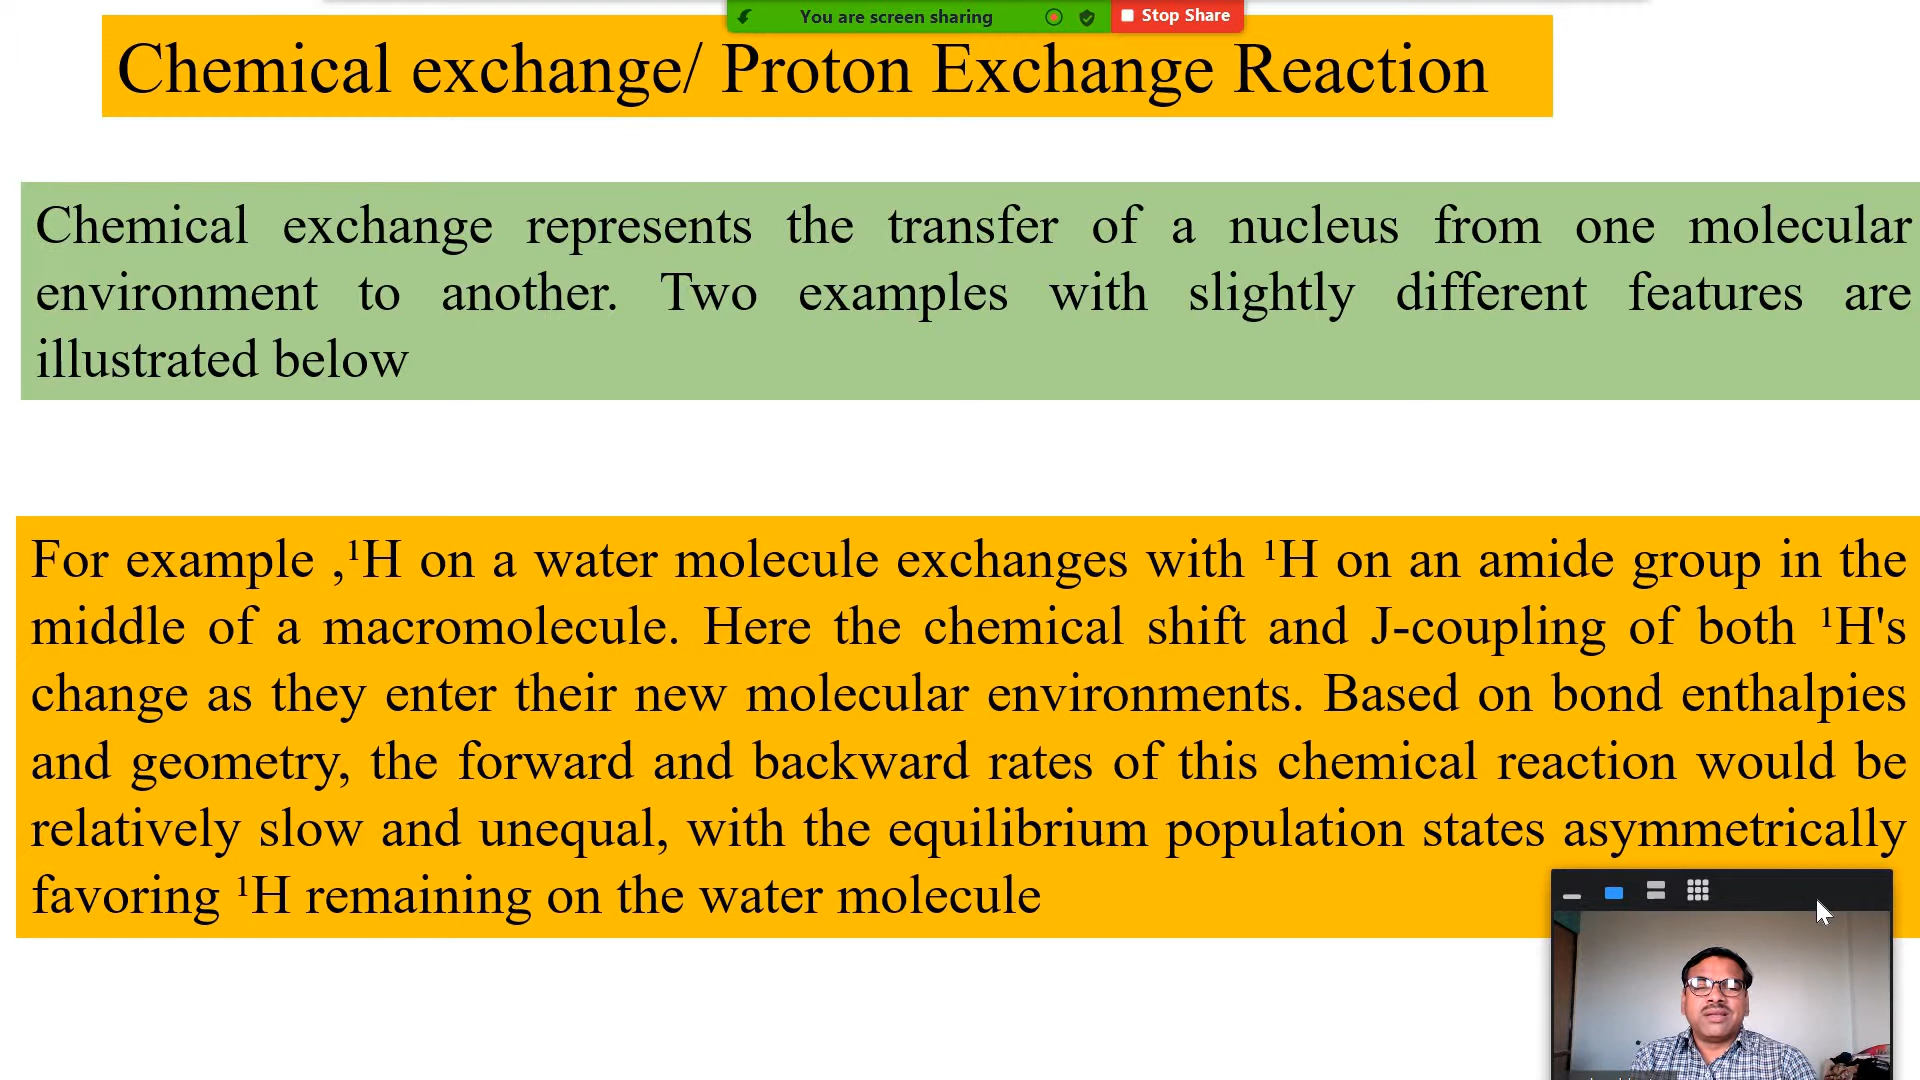 You are screen sharing
Stop Share
Chemical exchange/ Proton Exchange Reaction
Chemical exchange represents the transfer of a nucleus from one molecular
environment to another. Two examples with slightly different features are
illustrated below
For example ,¹H on a water molecule exchanges with ¹H on an amide group in the
middle of a macromolecule. Here the chemical shift and J-coupling of both ¹H's
change as they enter their new molecular environments. Based on bond enthalpies
and geometry, the forward and backward rates of this chemical reaction would be
relatively slow and unequal, with the equilibrium population states asymmetrically
favoring ¹H remaining on the water molecule